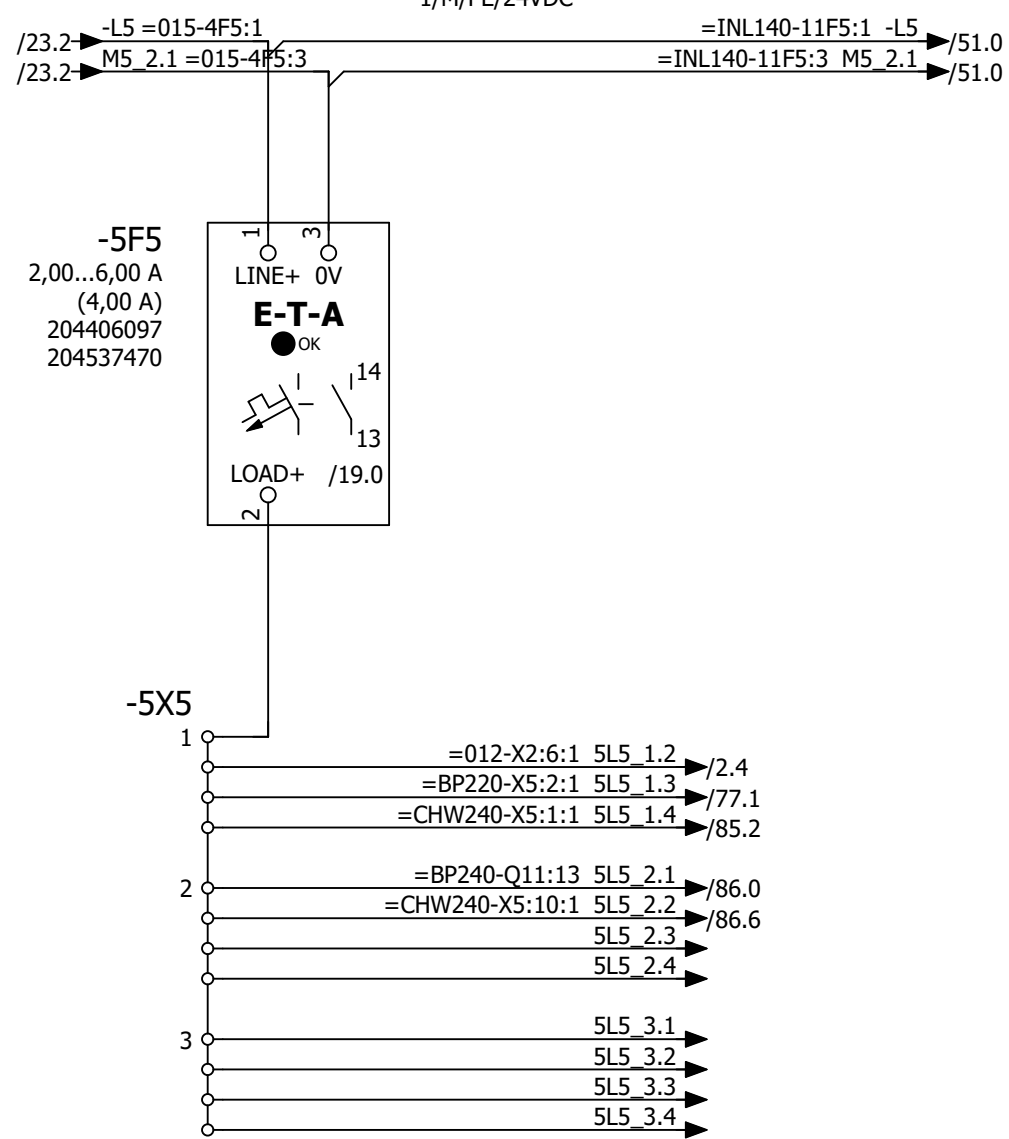 1/M/PE/24VDC
/23.2 -L5 =015-4F5:1 =INL140-11F5:1 -L5 /51.0
/23.2 M5_2.1 =015-4F5:3 =INL140-11F5:3 M5_2.1 /51.0
-5F5
2,00...6,00 A
(4,00 A)
204406097
204537470
1 3
LINE+ 0V
E-T-A
OK
14
13
LOAD+ /19.0
2
-5X5
1
=012-X2:6:1 5L5_1.2 /2.4
=BP220-X5:2:1 5L5_1.3 /77.1
=CHW240-X5:1:1 5L5_1.4 /85.2
2 =BP240-Q11:13 5L5_2.1 /86.0
=CHW240-X5:10:1 5L5_2.2 /86.6
5L5_2.3
5L5_2.4
3 5L5_3.1
5L5_3.2
5L5_3.3
5L5_3.4